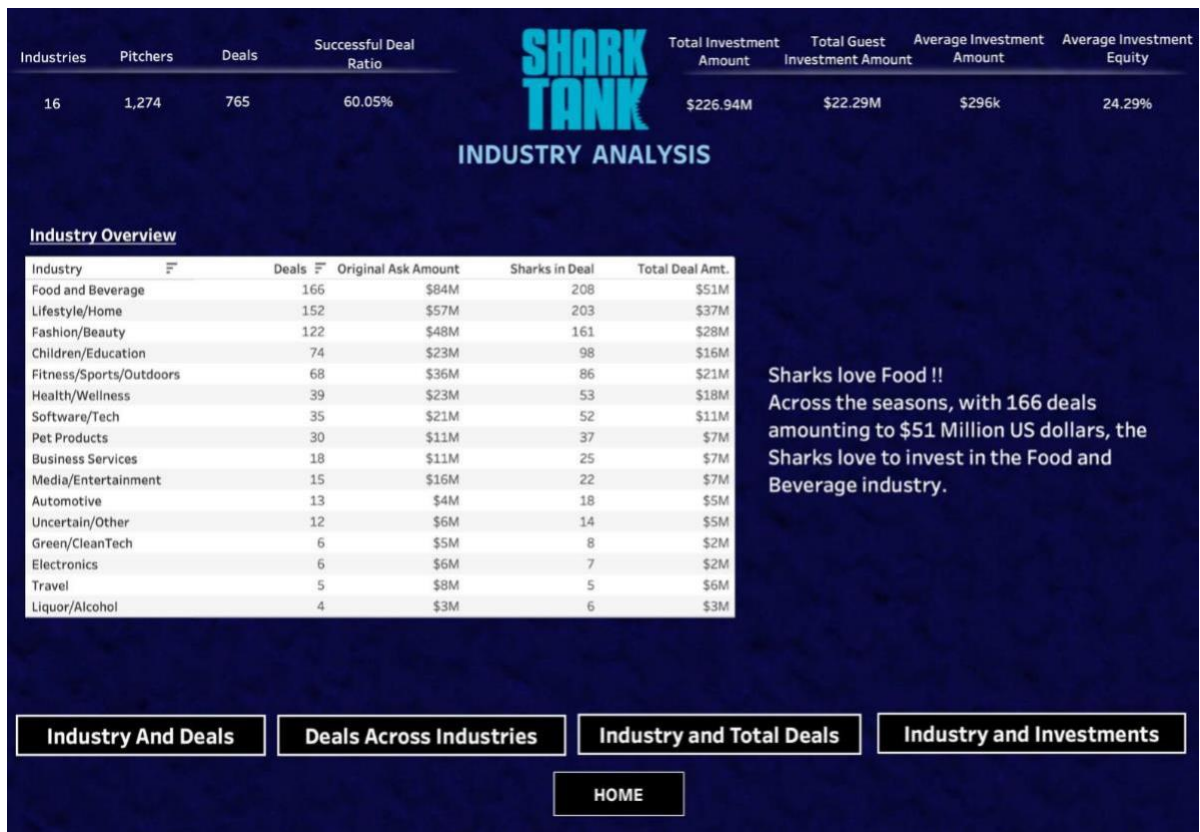 Industries Pitchers Deals Successful Deal Ratio
16 1,274 765 60.05%
SHARK
TANK
INDUSTRY ANALYSIS
Total Investment Amount Total Guest Investment Amount Average Investment Amount Average Investment Equity
$226.94M $22.29M $296k 24.29%
Industry Overview
Industry Deals Original Ask Amount Sharks in Deal Total Deal Amt.
Food and Beverage 166 $84M 208 $51M
Lifestyle/Home 152 $57M 203 $37M
Fashion/Beauty 122 $48M 161 $28M
Children/Education 74 $23M 98 $16M
Fitness/Sports/Outdoors 68 $36M 86 $21M
Health/Wellness 39 $23M 53 $18M
Software/Tech 35 $21M 52 $11M
Pet Products 30 $11M 37 $7M
Business Services 18 $11M 25 $7M
Media/Entertainment 15 $16M 22 $7M
Automotive 13 $4M 18 $5M
Uncertain/Other 12 $6M 14 $5M
Green/CleanTech 6 $5M 8 $2M
Electronics 6 $6M 7 $2M
Travel 5 $8M 5 $6M
Liquor/Alcohol 4 $3M 6 $3M
Sharks love Food !!
Across the seasons, with 166 deals
amounting to $51 Million US dollars, the
Sharks love to invest in the Food and
Beverage industry.
Industry And Deals
Deals Across Industries
Industry and Total Deals
Industry and Investments
HOME